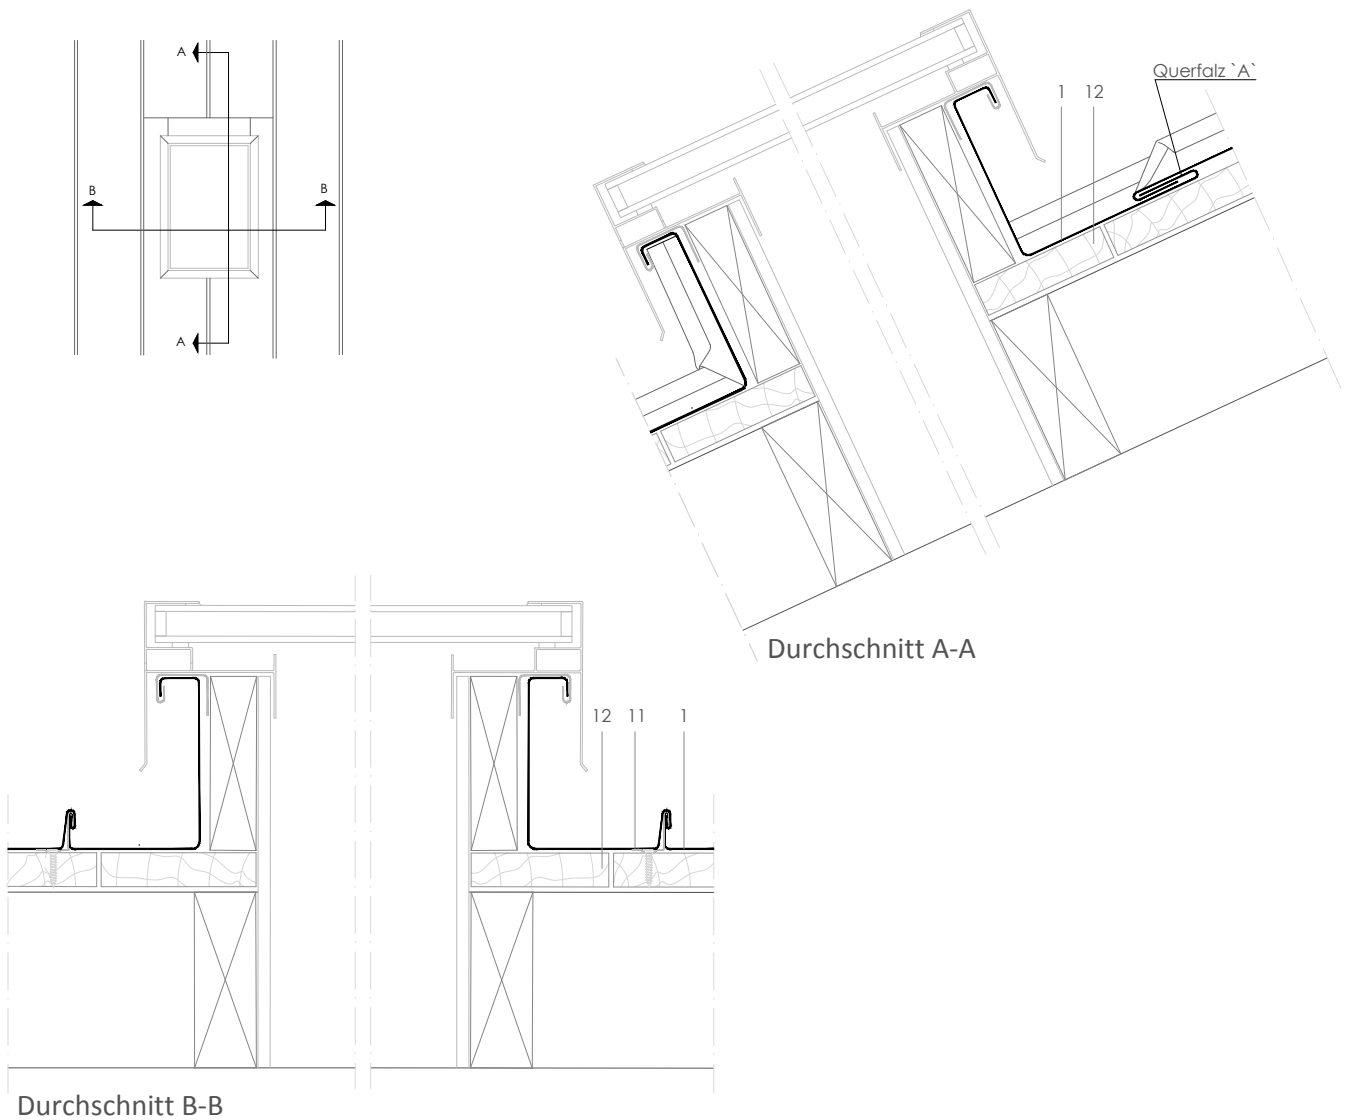 A
B
B
A
Querfalz `A`
1 12
Durchschnitt A-A
12 11 1
Durchschnitt B-B